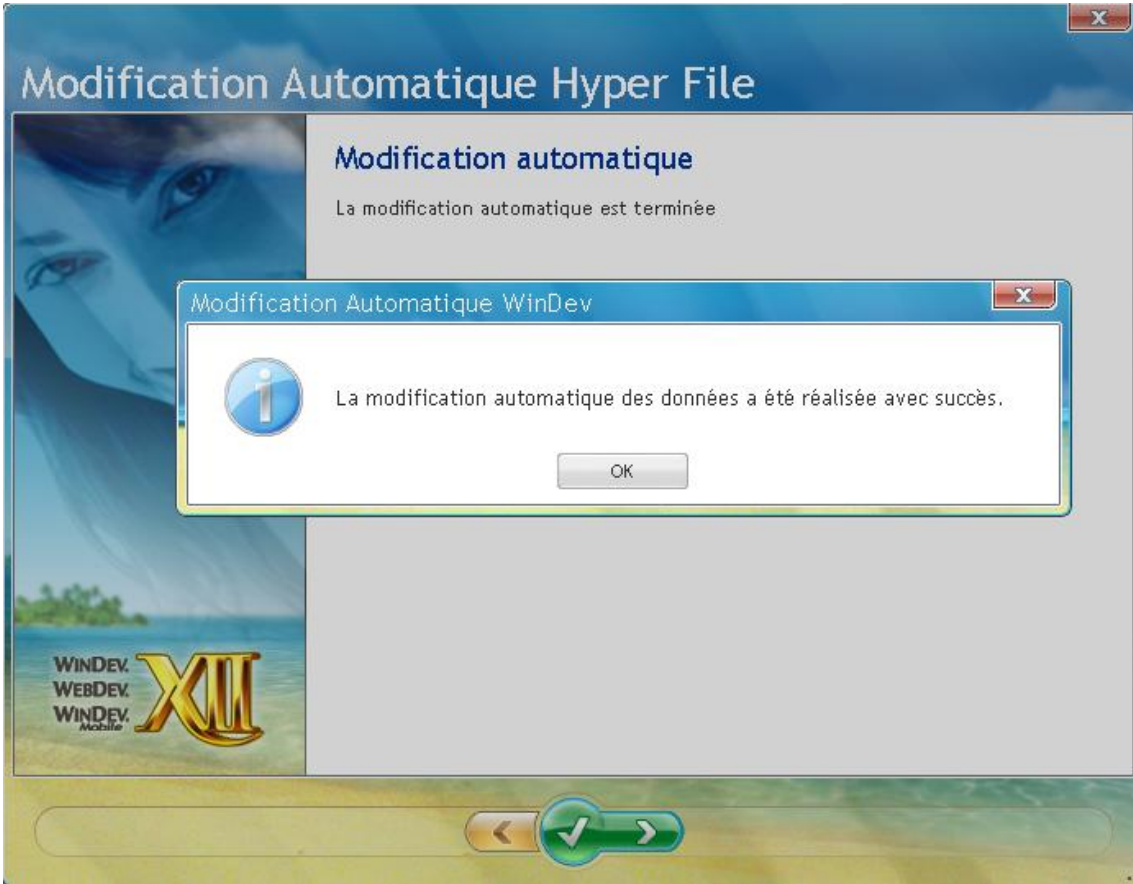 Modification Automatique Hyper File
Modification automatique
La modification automatique est terminée
Modification Automatique WinDev
La modification automatique des données a été réalisée avec succès.
OK
WINDEV.
WEBDEV.
WINDEV.
Mobile
XII